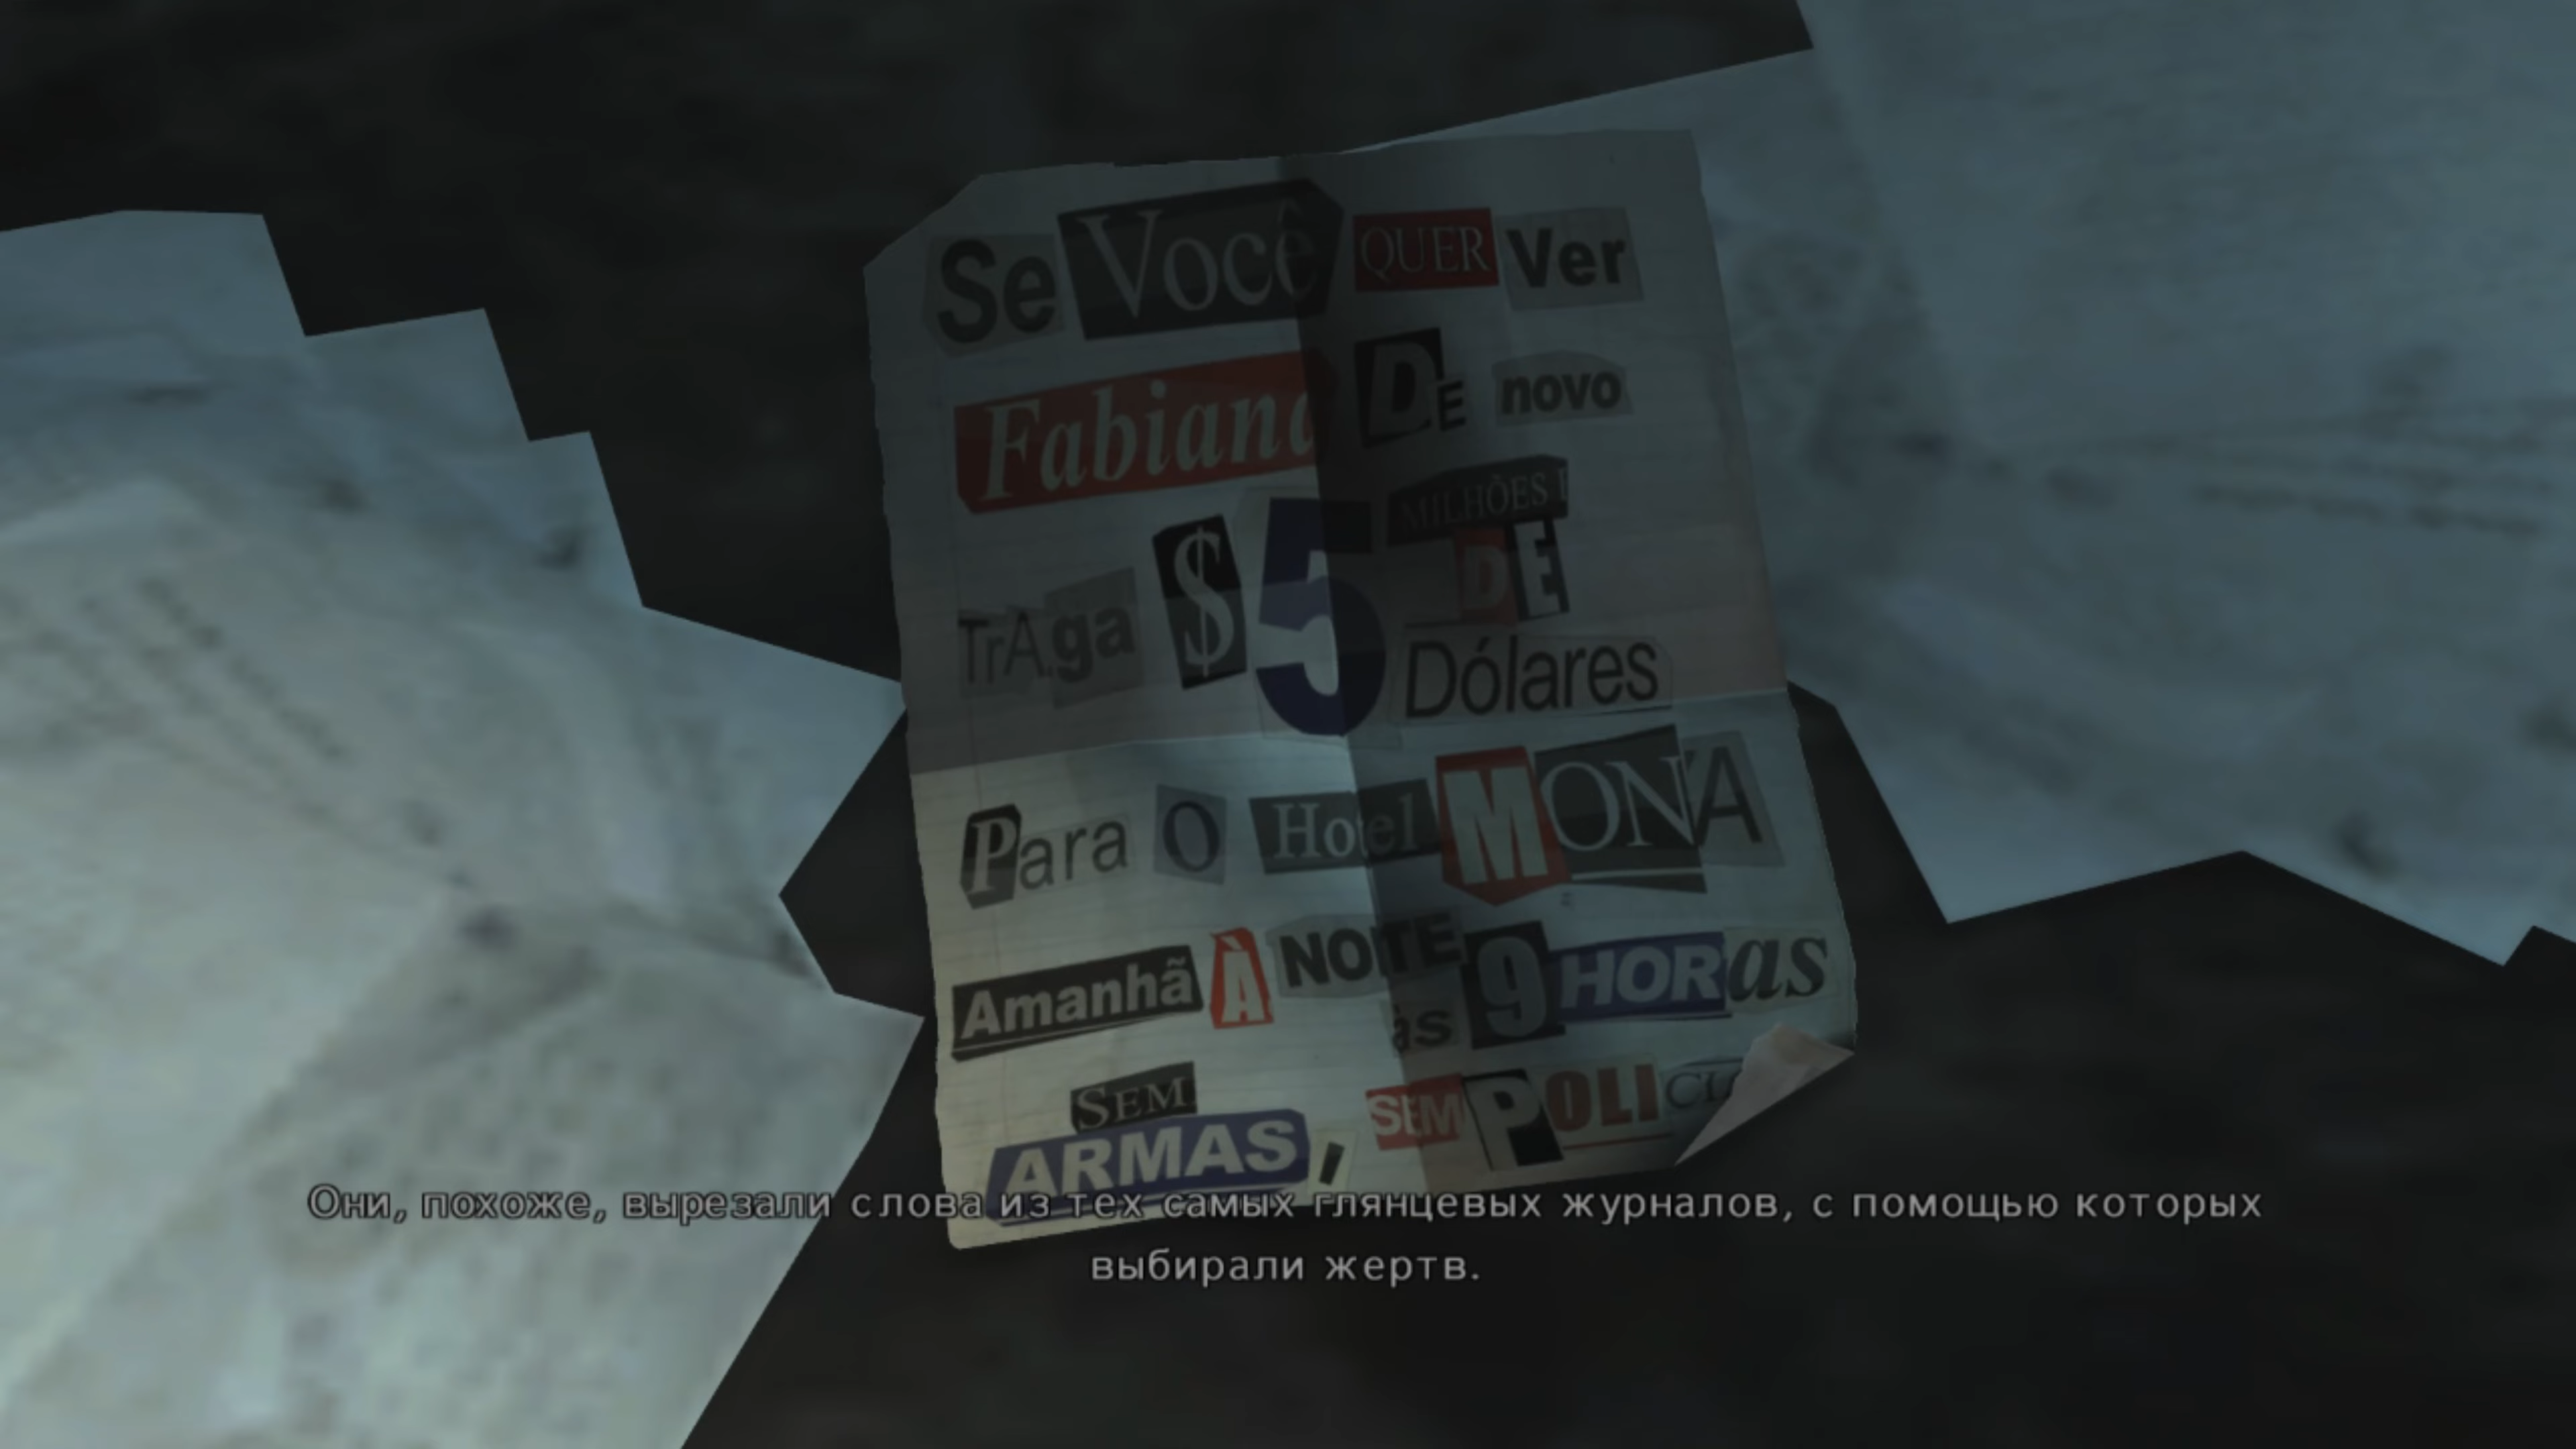 Se Você QUER Ver
Fabiana DE novo
TrAga $5 MILHÕES
DE
Dólares
Para O Hotel MONA
Amanhã À NOITE às 9 HORas
SEM ARMAS, SEM
Они, похоже, вырезали слова из тех самых глянцевых журналов, с помощью которых
выбирали жертв.